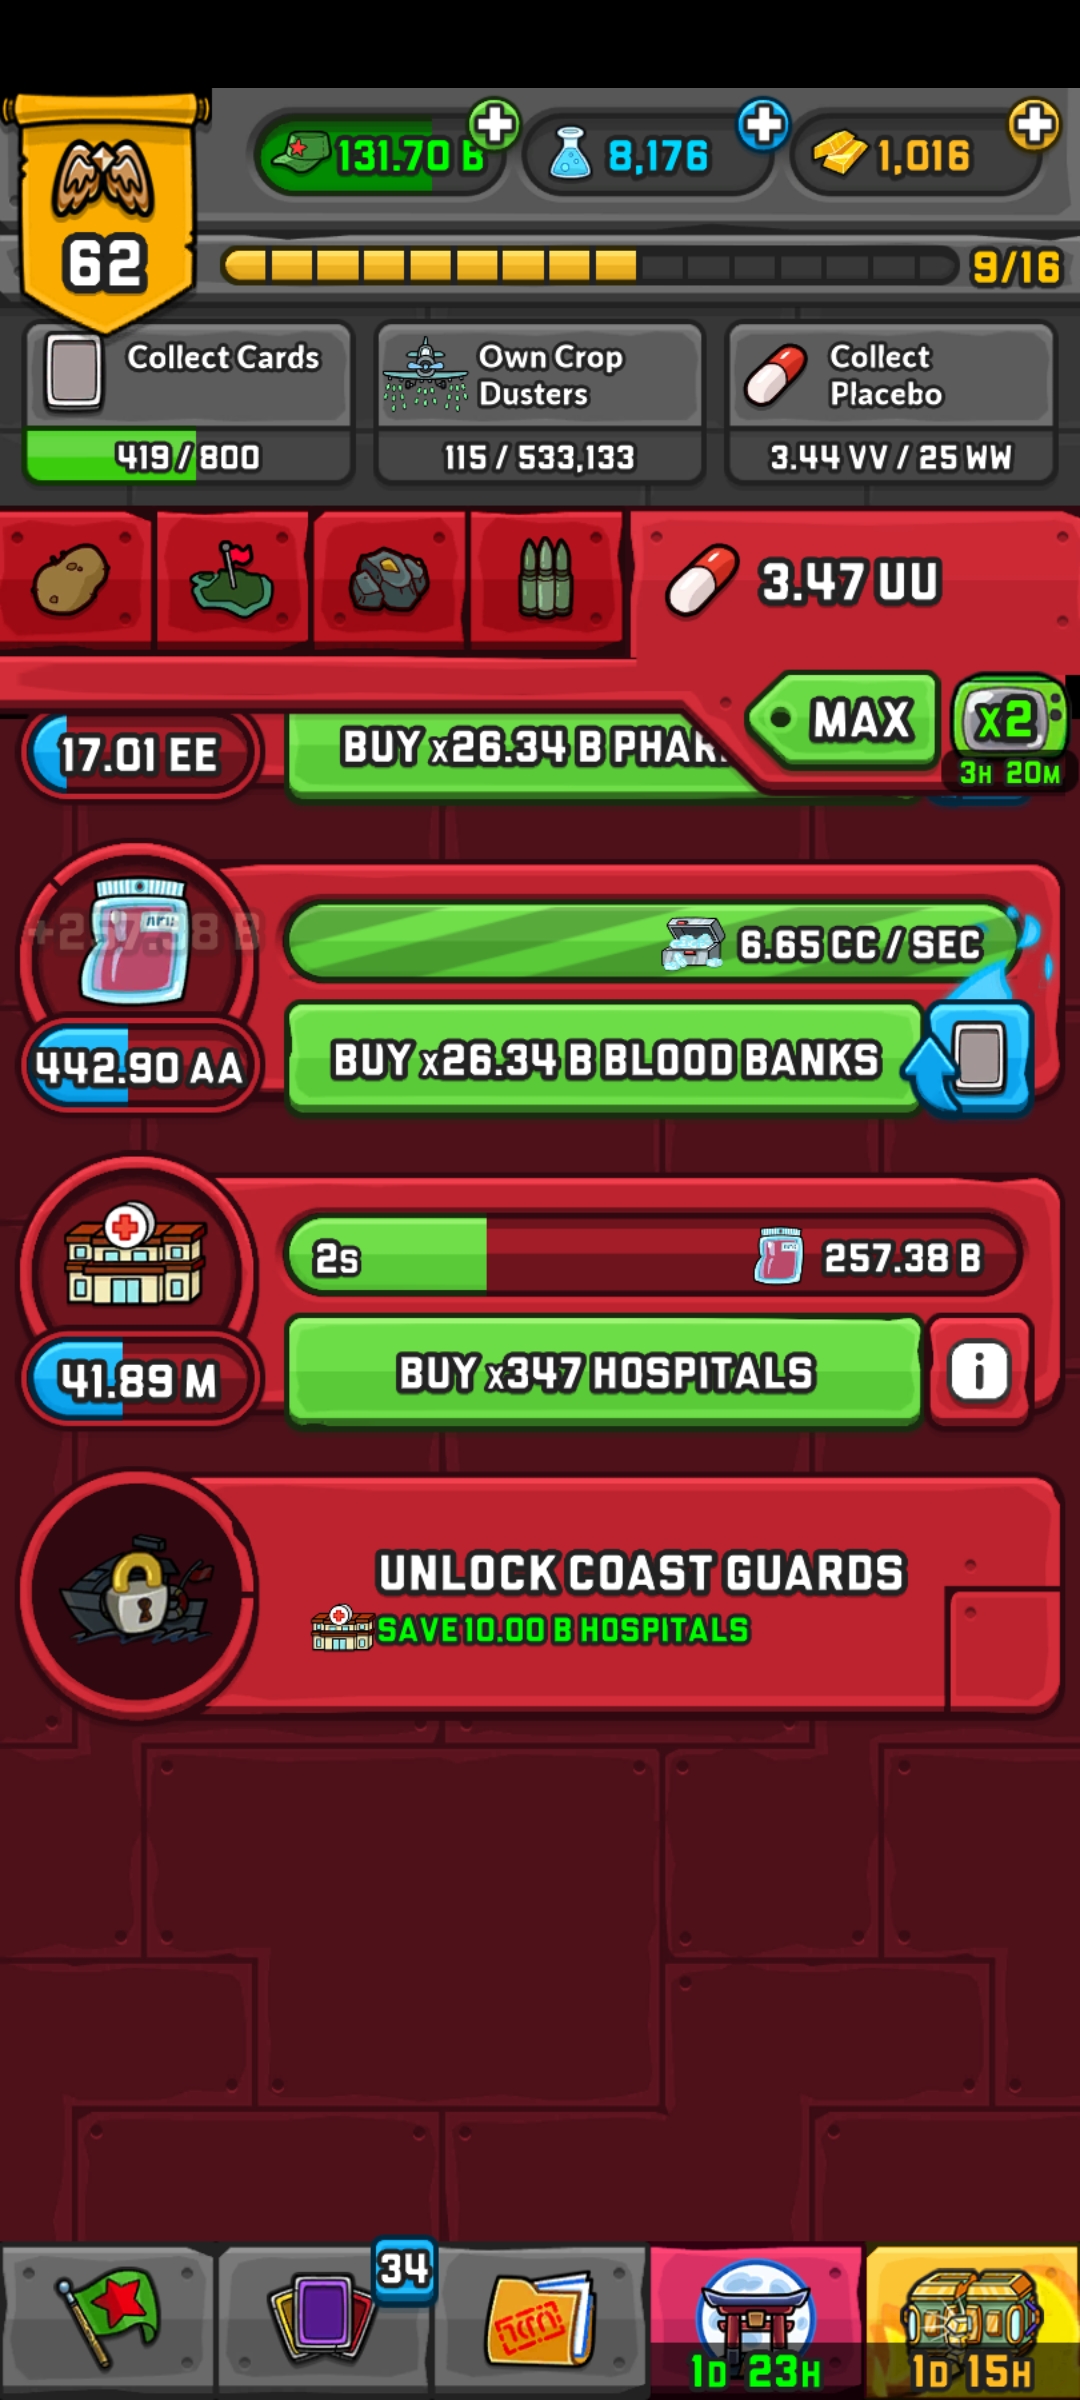 131.70 B
8,176
1,016
62
9/16
Collect Cards
419 / 800
Own Crop
Dusters
115 / 533,133
Collect
Placebo
3.44 VV / 25 WW
3.47 UU
MAX
x2
3H 20M
17.01 EE
BUY x26.34 B PHAR
+257.38 B
6.65 CC / SEC
442.90 AA
BUY x26.34 B BLOOD BANKS
2s
257.38 B
41.89 M
BUY x347 HOSPITALS
i
UNLOCK COAST GUARDS
SAVE 10.00 B HOSPITALS
34
1D 23H
1D 15H